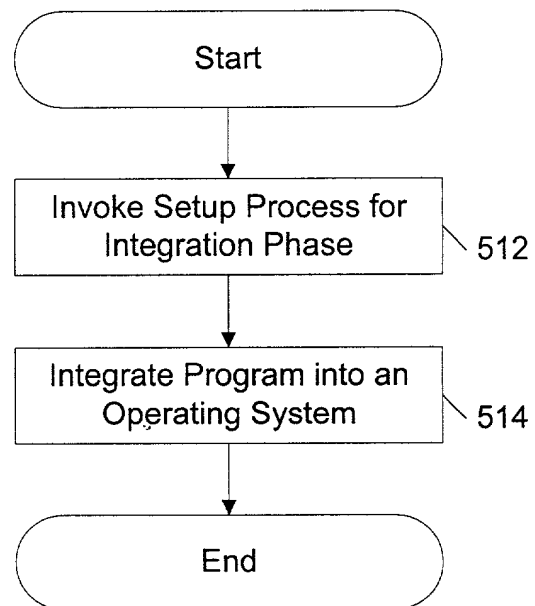 Start
Invoke Setup Process for
Integration Phase
512
Integrate Program into an
Operating System
514
End